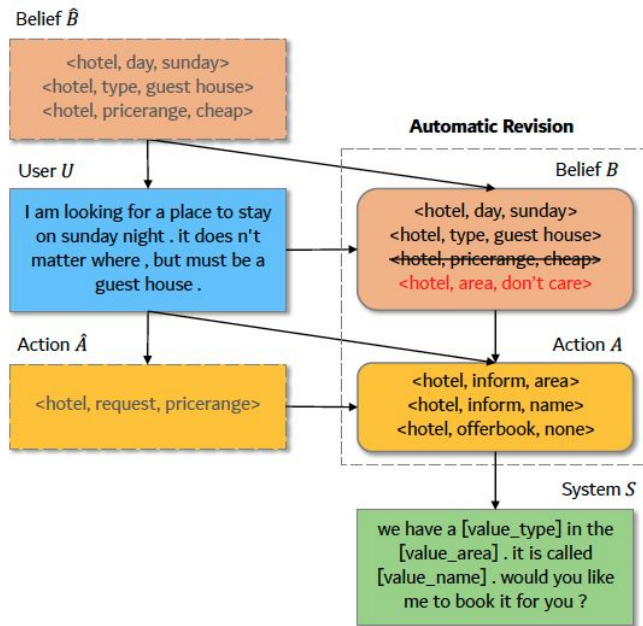 Belief B̂
<hotel, day, sunday>
<hotel, type, guest house>
<hotel, pricerange, cheap>
Automatic Revision
User U
Belief B
I am looking for a place to stay
on sunday night . it does n't
matter where , but must be a
guest house .
<hotel, day, sunday>
<hotel, type, guest house>
<hotel, pricerange, cheap>
<hotel, area, don't care>
Action Â
Action A
<hotel, request, pricerange>
<hotel, inform, area>
<hotel, inform, name>
<hotel, offerbook, none>
System S
we have a [value_type] in the
[value_area] . it is called
[value_name] . would you like
me to book it for you ?